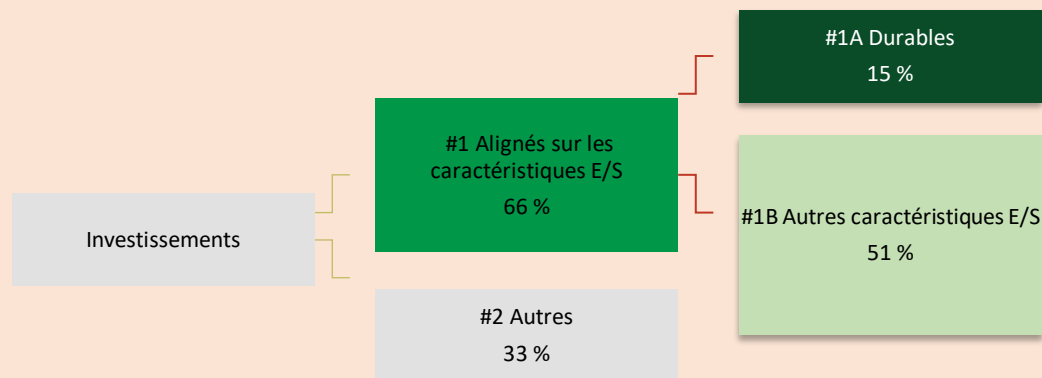 Investissements
#1 Alignés sur les
caractéristiques E/S
66 %
#2 Autres
33 %
#1A Durables
15 %
#1B Autres caractéristiques E/S
51 %